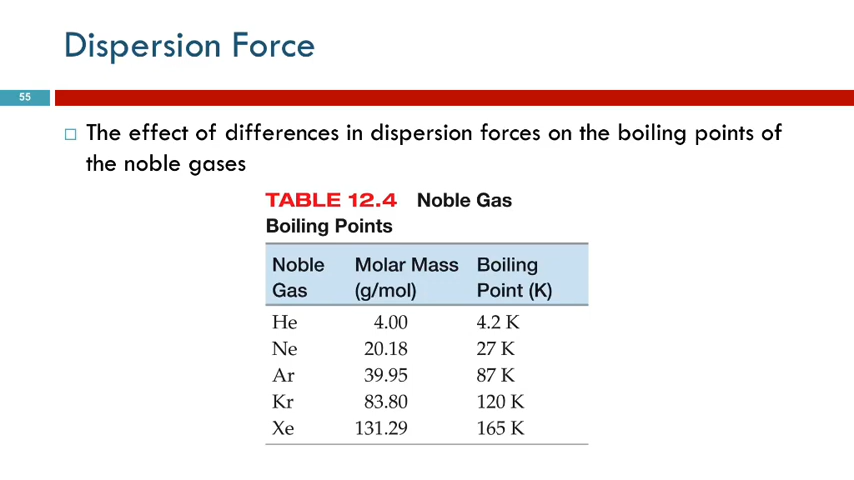 Dispersion Force
55
□ The effect of differences in dispersion forces on the boiling points of
the noble gases
TABLE 12.4 Noble Gas
Boiling Points
Noble Molar Mass Boiling
Gas (g/mol) Point (K)
He 4.00 4.2 K
Ne 20.18 27 K
Ar 39.95 87 K
Kr 83.80 120 K
Xe 131.29 165 K